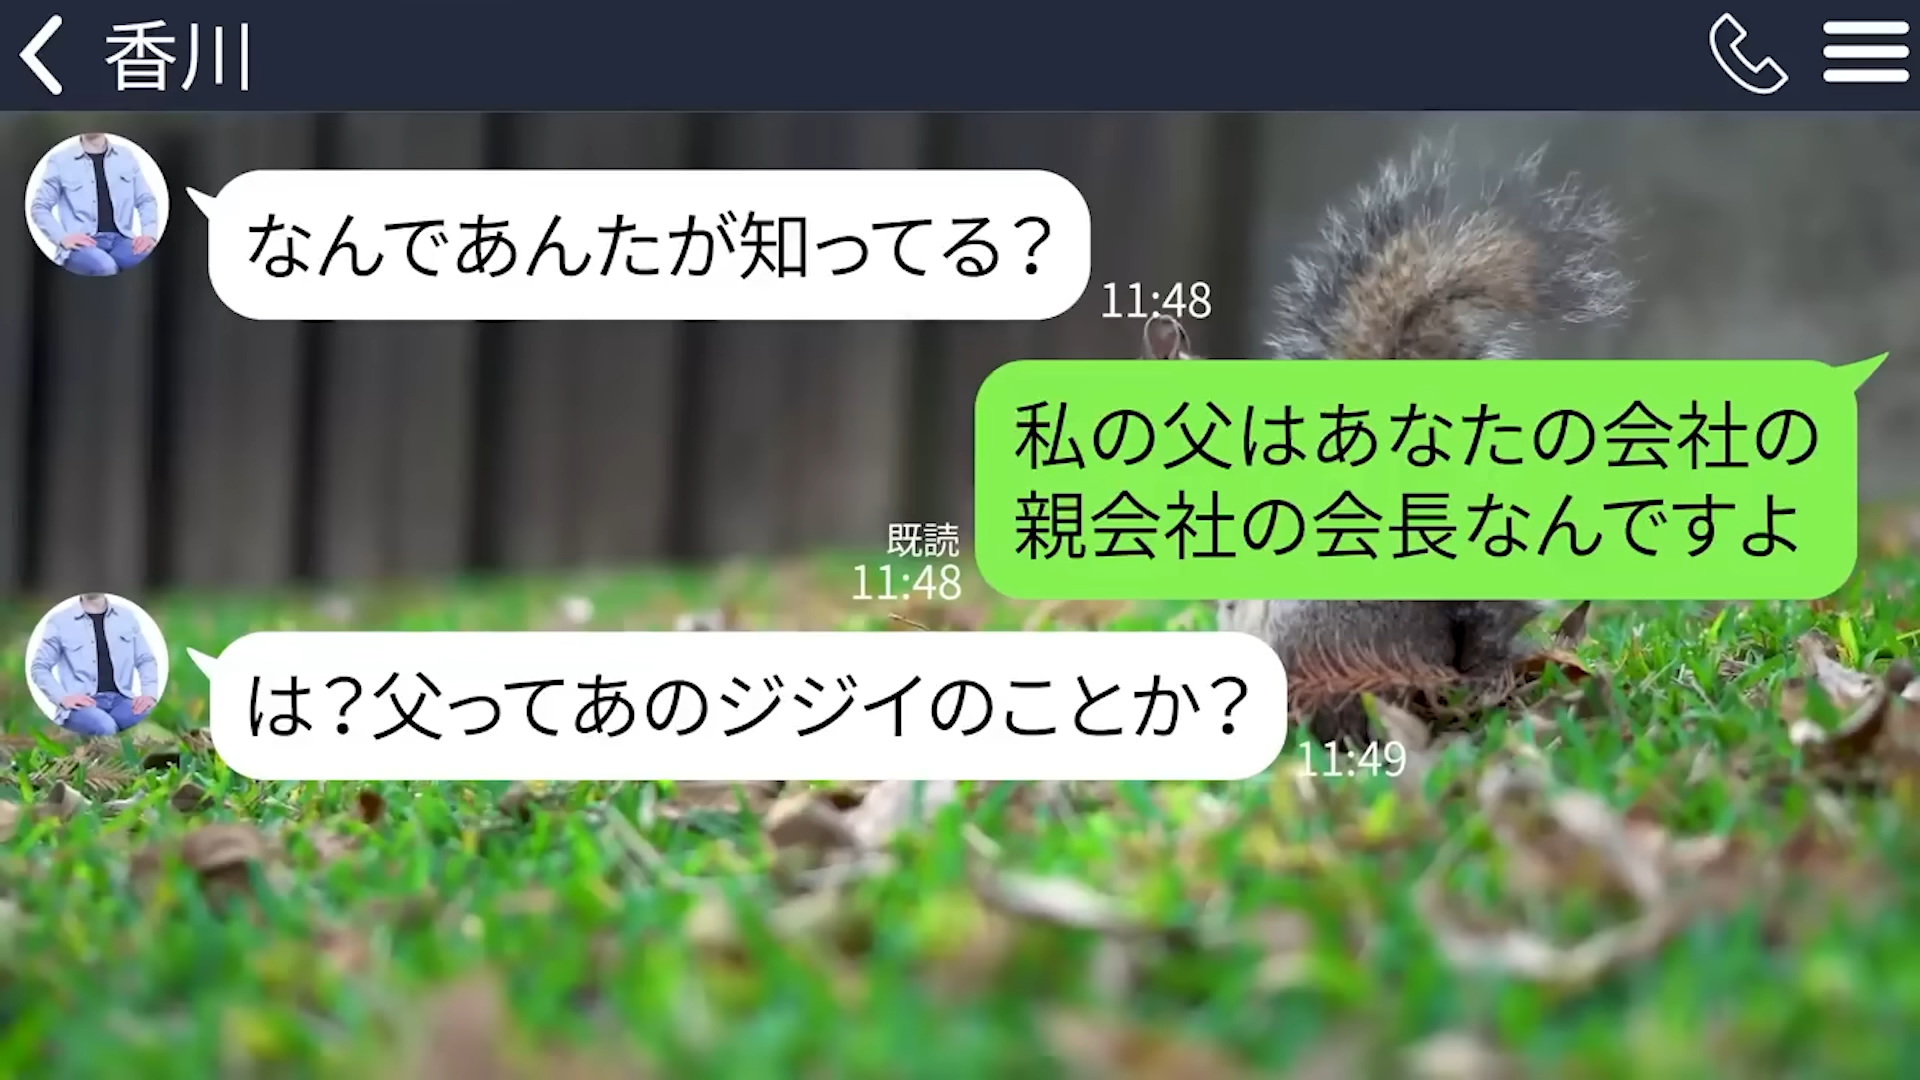 香川
なんであんたが知ってる？
11:48
私の父はあなたの会社の
親会社の会長なんですよ
既読
11:48
は？父ってあのジジイのことか？
11:49